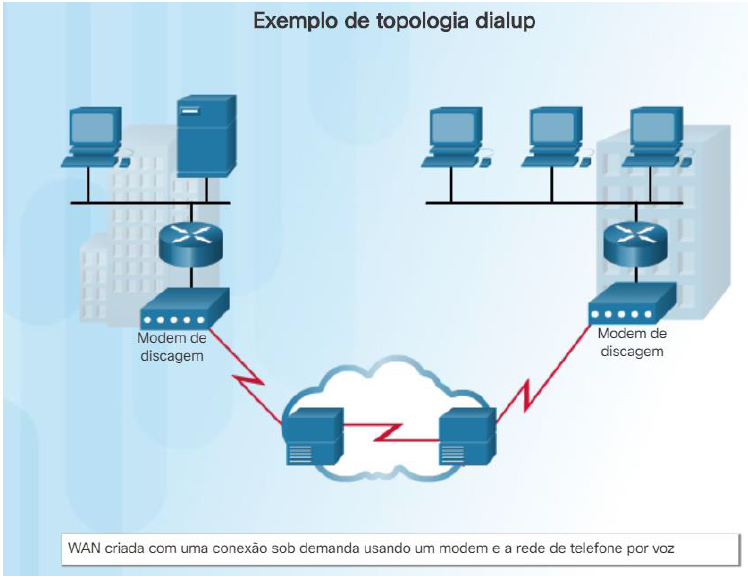 Exemplo de topologia dialup
Modem de
discagem
Modem de
discagem
WAN criada com uma conexão sob demanda usando um modem e a rede de telefone por voz